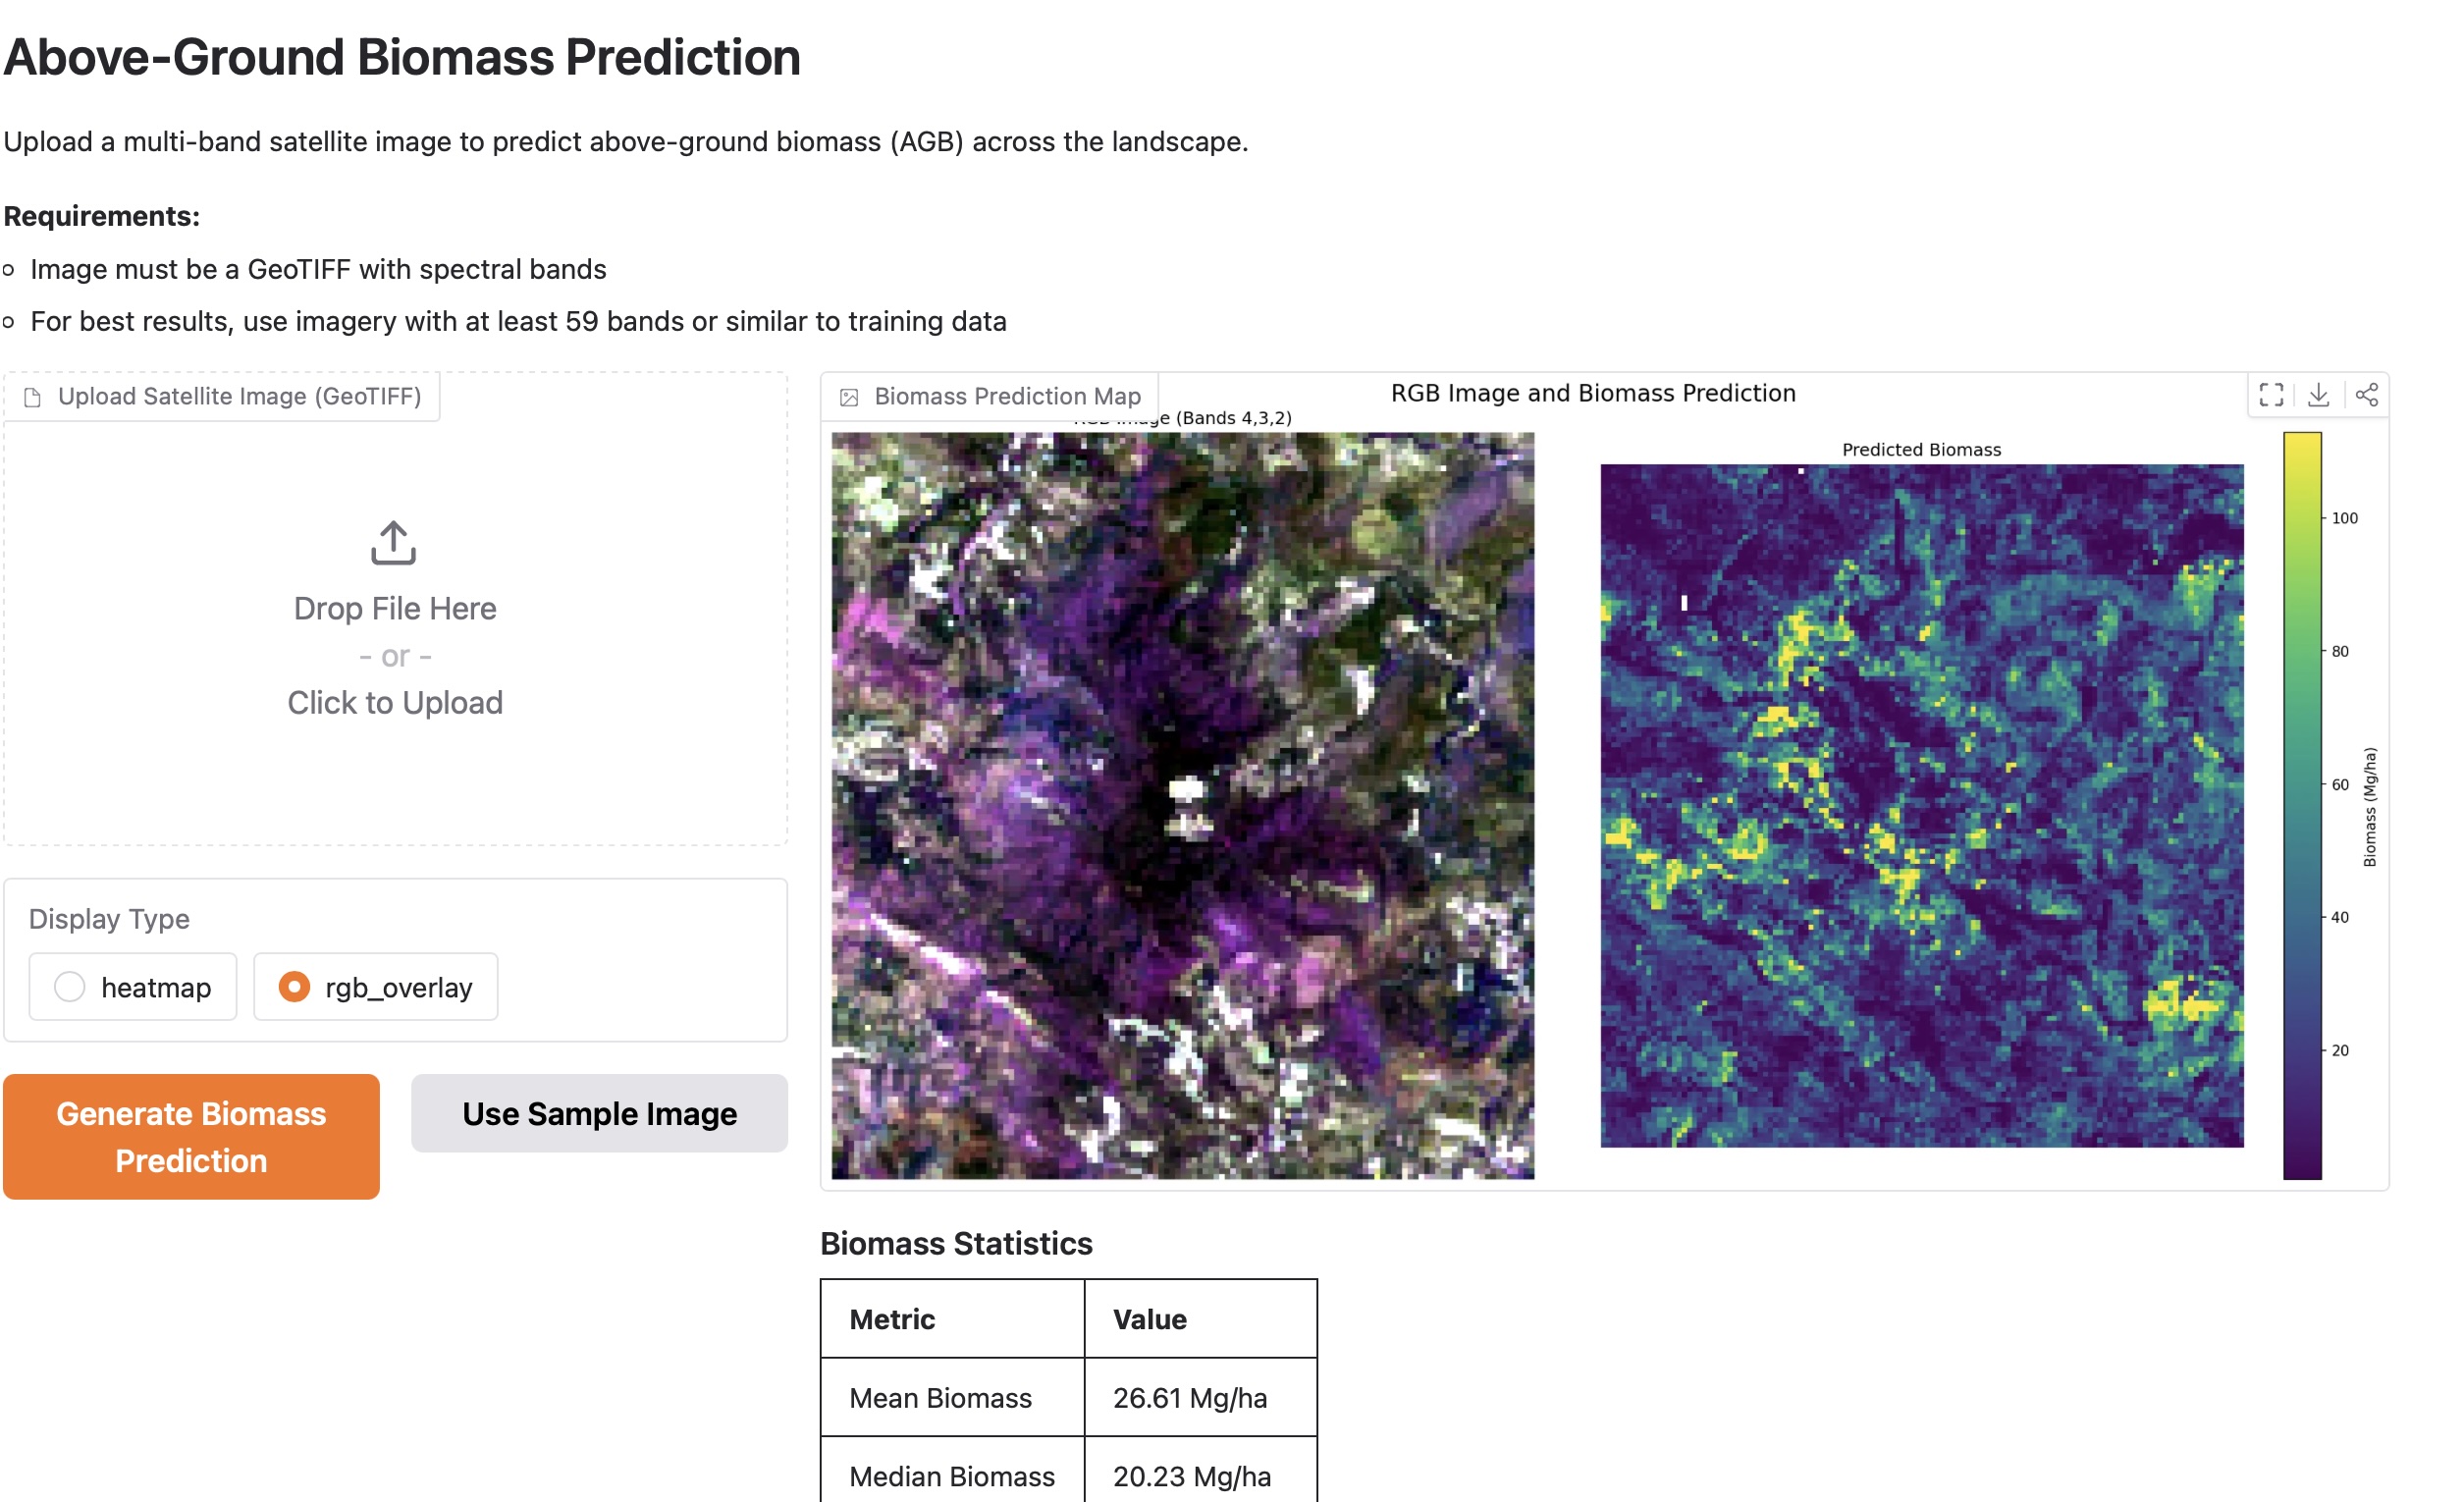 Above-Ground Biomass Prediction
Upload a multi-band satellite image to predict above-ground biomass (AGB) across the landscape.
Requirements:
Image must be a GeoTIFF with spectral bands
For best results, use imagery with at least 59 bands or similar to training data
Upload Satellite Image (GeoTIFF)
Drop File Here
- or -
Click to Upload
Display Type
heatmap
rgb_overlay
Generate Biomass
Prediction
Use Sample Image
Biomass Prediction Map
RGB Image and Biomass Prediction
(Bands 4,3,2)
Predicted Biomass
100
80
60
40
20
Biomass (Mg/ha)
Biomass Statistics
Metric Value
Mean Biomass 26.61 Mg/ha
Median Biomass 20.23 Mg/ha